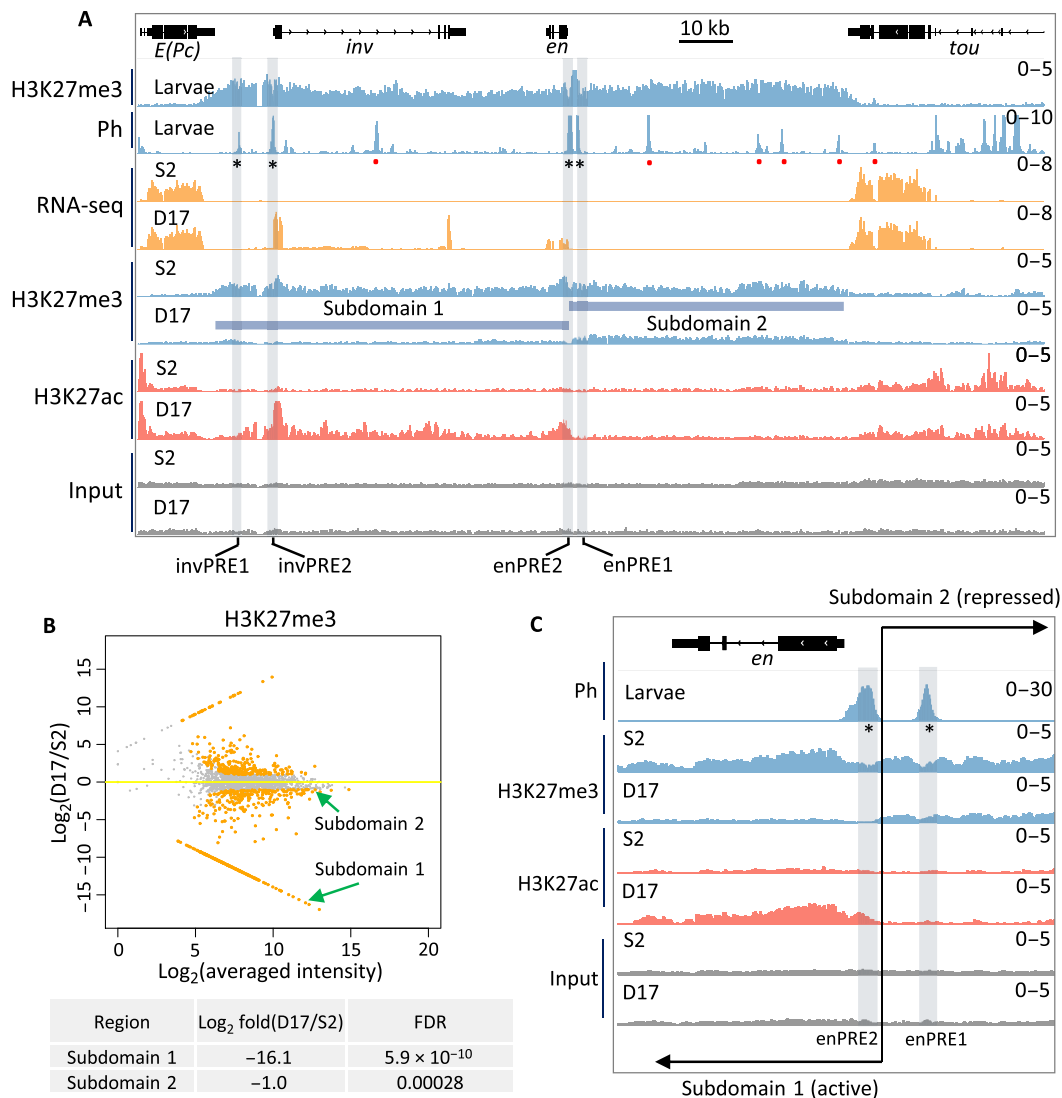 A
E(Pc)
inv
en
10 kb
tou
H3K27me3
Larvae
0–5
Ph
Larvae
0–10
* * * *
RNA-seq
S2
0–8
D17
0–8
H3K27me3
S2
0–5
Subdomain 1
D17
Subdomain 2
0–5
H3K27ac
S2
0–5
D17
0–5
Input
S2
0–5
D17
0–5
invPRE1
invPRE2
enPRE2
enPRE1
B
H3K27me3
Log2(D17/S2)
15
10
5
0
−5
−10
−15
Subdomain 2
Subdomain 1
0 5 10 15 20
Log2(averaged intensity)
Region Log2 fold(D17/S2) FDR
Subdomain 1 −16.1 5.9 × 10−10
Subdomain 2 −1.0 0.00028
C
Subdomain 2 (repressed)
en
Ph
Larvae
0–30
* *
H3K27me3
S2
0–5
D17
0–5
H3K27ac
S2
0–5
D17
0–5
Input
S2
0–5
D17
0–5
enPRE2
enPRE1
Subdomain 1 (active)